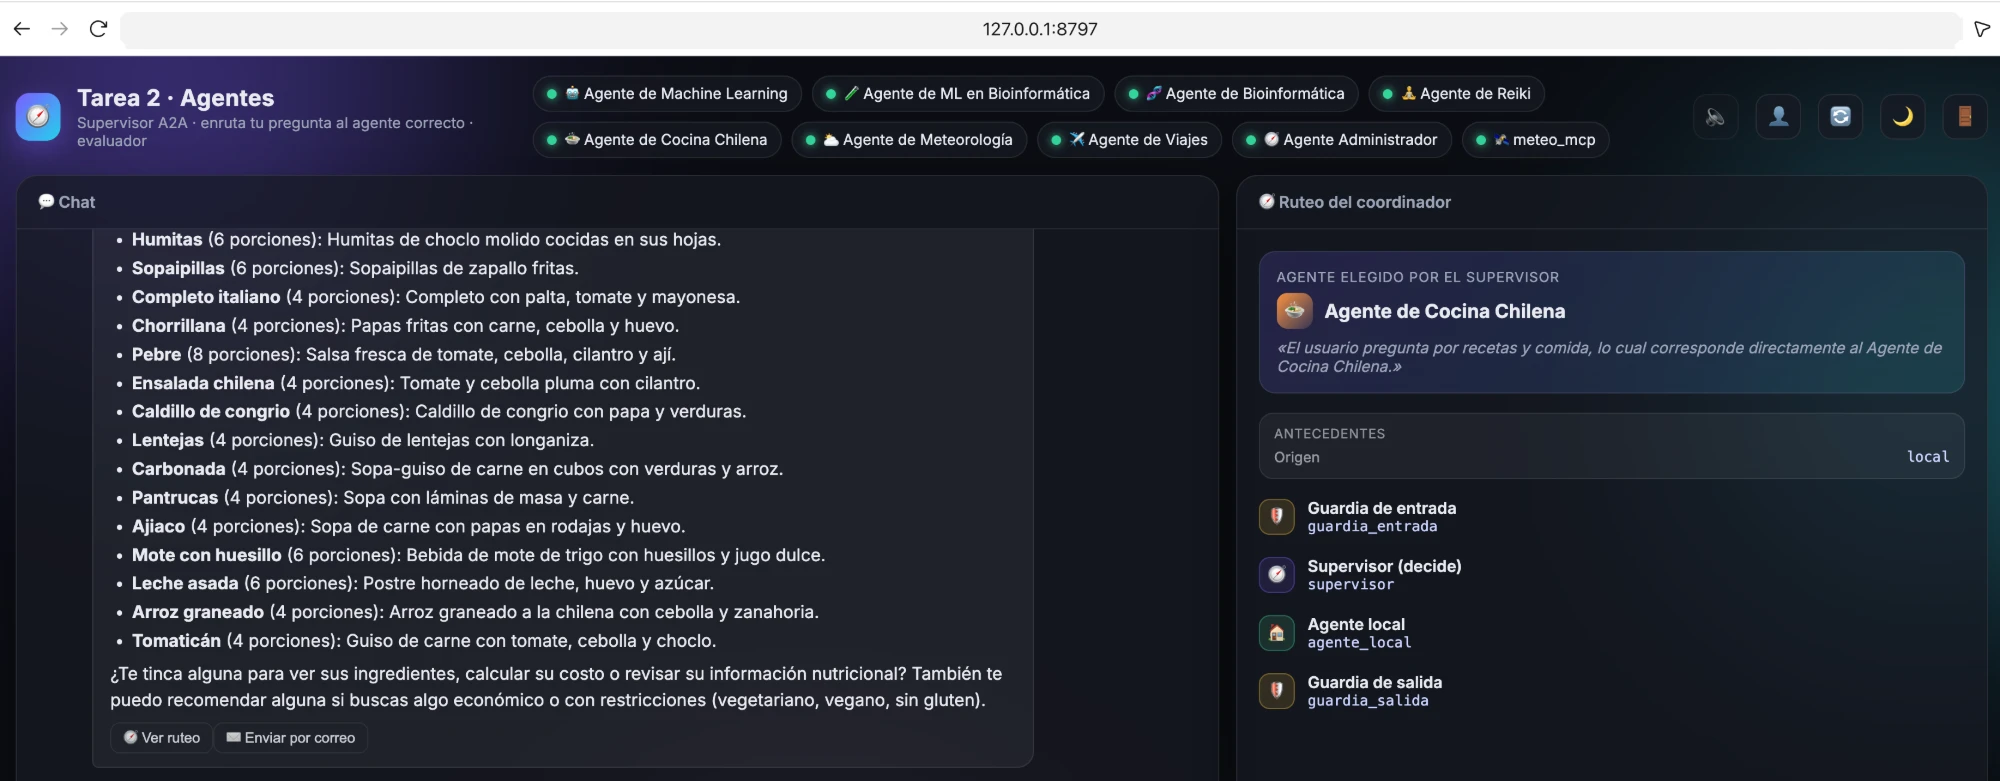 127.0.0.1:8797
Tarea 2 · Agentes
Supervisor A2A · enruta tu pregunta al agente correcto ·
evaluador
Agente de Machine Learning
Agente de ML en Bioinformática
Agente de Bioinformática
Agente de Reiki
Agente de Cocina Chilena
Agente de Meteorología
Agente de Viajes
Agente Administrador
meteo_mcp
Chat
• Humitas (6 porciones): Humitas de choclo molido cocidas en sus hojas.
• Sopaipillas (6 porciones): Sopaipillas de zapallo fritas.
• Completo italiano (4 porciones): Completo con palta, tomate y mayonesa.
• Chorrillana (4 porciones): Papas fritas con carne, cebolla y huevo.
• Pebre (8 porciones): Salsa fresca de tomate, cebolla, cilantro y ají.
• Ensalada chilena (4 porciones): Tomate y cebolla pluma con cilantro.
• Caldillo de congrio (4 porciones): Caldillo de congrio con papa y verduras.
• Lentejas (4 porciones): Guiso de lentejas con longaniza.
• Carbonada (4 porciones): Sopa-guiso de carne en cubos con verduras y arroz.
• Pantrucas (4 porciones): Sopa con láminas de masa y carne.
• Ajiaco (4 porciones): Sopa de carne con papas en rodajas y huevo.
• Mote con huesillo (6 porciones): Bebida de mote de trigo con huesillos y jugo dulce.
• Leche asada (6 porciones): Postre horneado de leche, huevo y azúcar.
• Arroz graneado (4 porciones): Arroz graneado a la chilena con cebolla y zanahoria.
• Tomaticán (4 porciones): Guiso de carne con tomate, cebolla y choclo.
¿Te tinca alguna para ver sus ingredientes, calcular su costo o revisar su información nutricional? También te
puedo recomendar alguna si buscas algo económico o con restricciones (vegetariano, vegano, sin gluten).
Ver ruteo
Enviar por correo
Ruteo del coordinador
AGENTE ELEGIDO POR EL SUPERVISOR
Agente de Cocina Chilena
«El usuario pregunta por recetas y comida, lo cual corresponde directamente al Agente de
Cocina Chilena.»
ANTECEDENTES
Origen local
Guardia de entrada
guardia_entrada
Supervisor (decide)
supervisor
Agente local
agente_local
Guardia de salida
guardia_salida